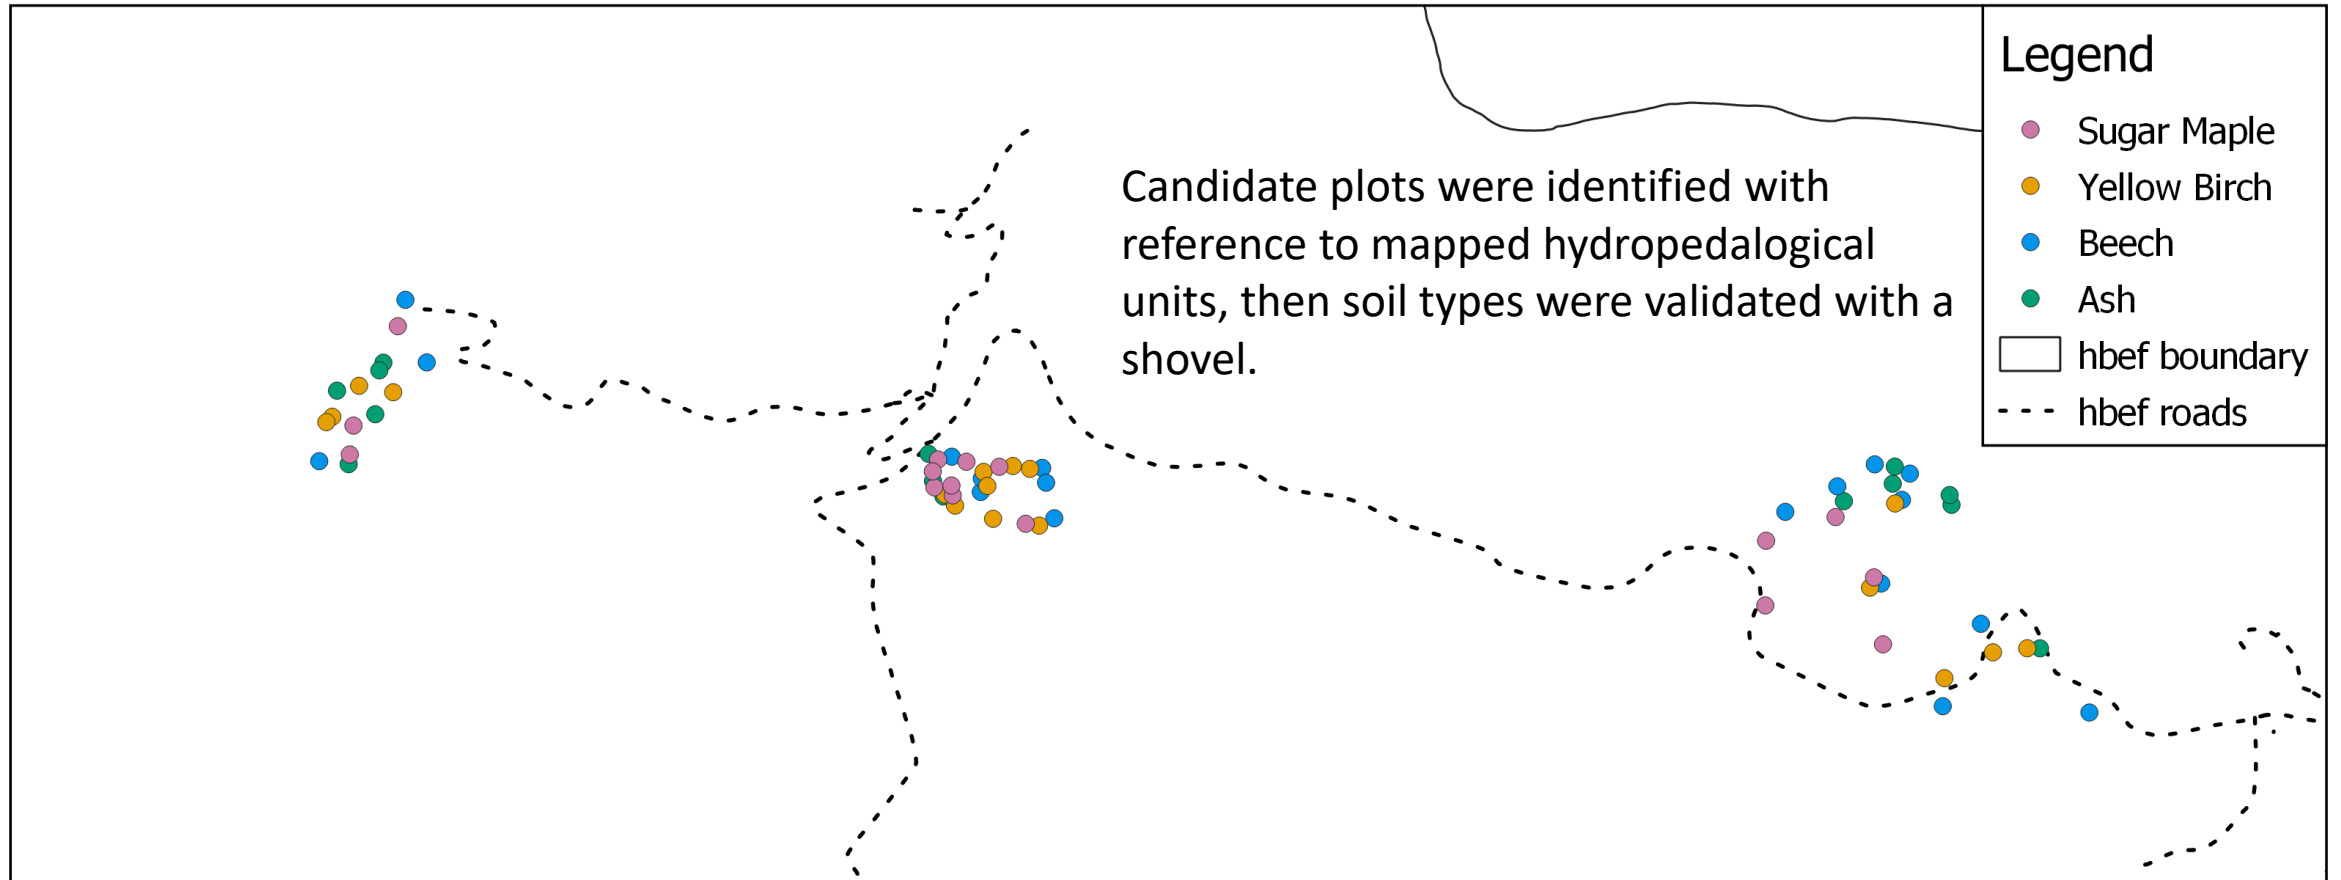 Candidate plots were identified with
reference to mapped hydropedalogical
units, then soil types were validated with a
shovel.
Legend
Sugar Maple
Yellow Birch
Beech
Ash
hbef boundary
hbef roads